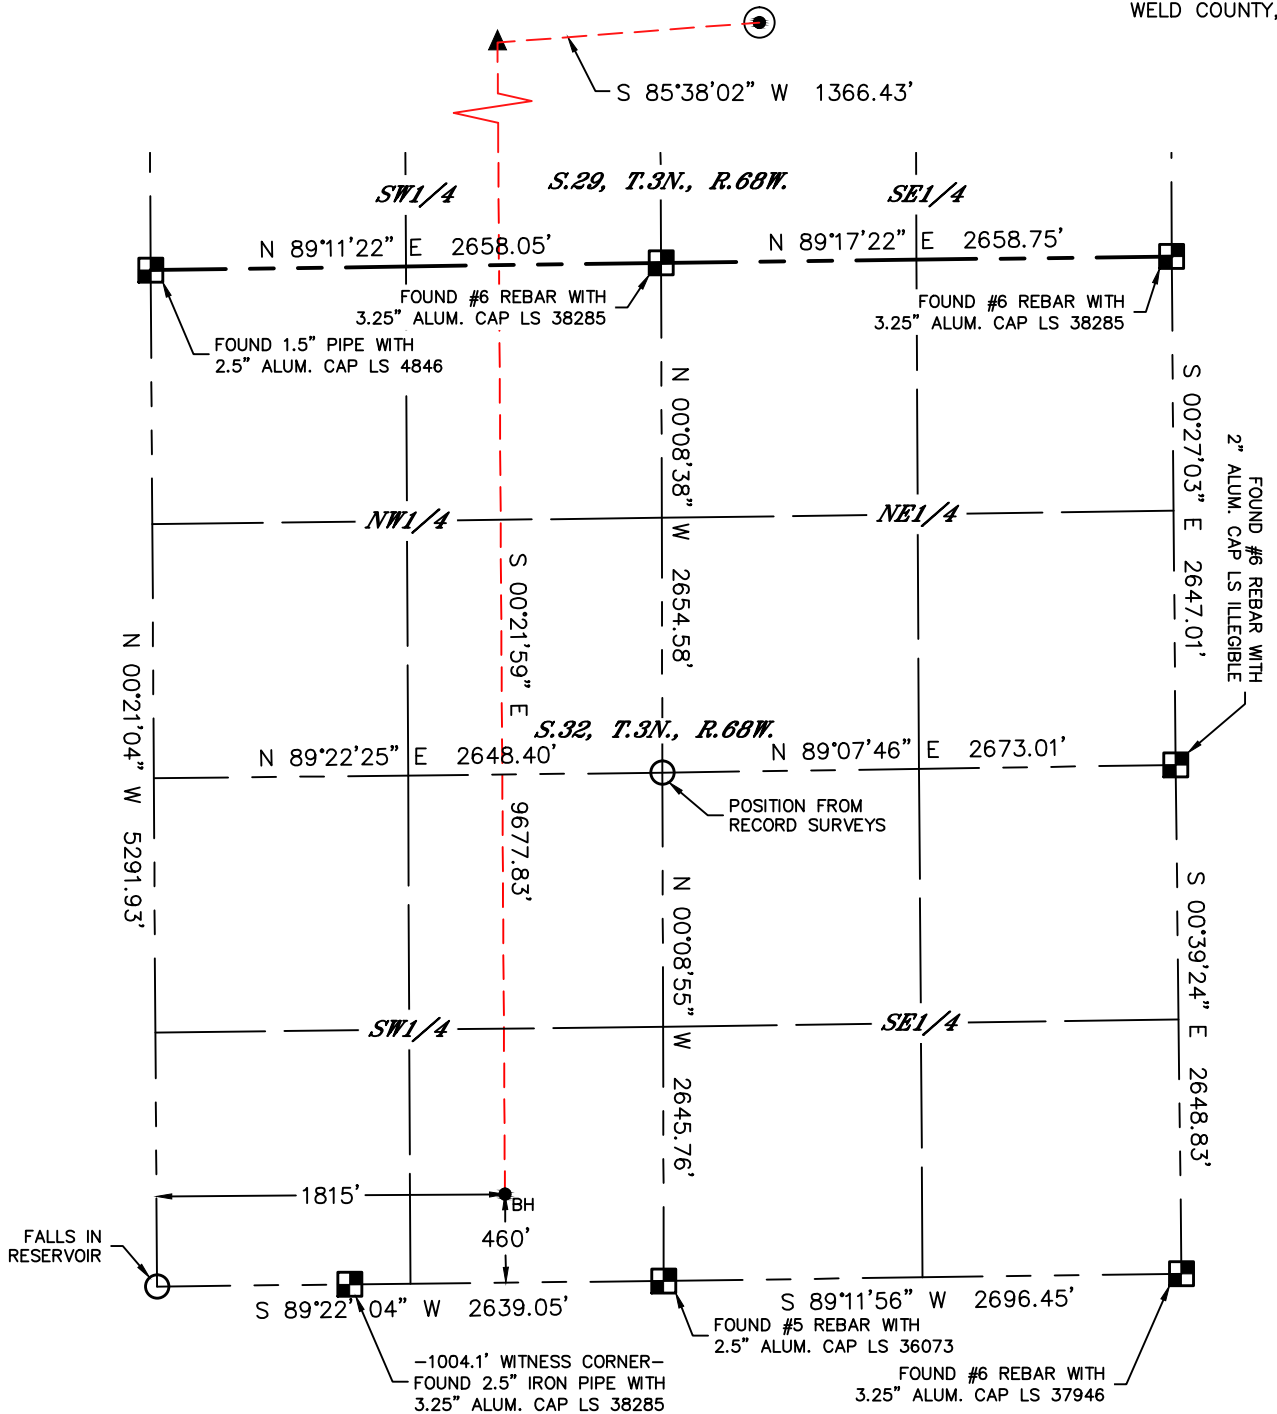 WELD COUNTY,
S 85°38'02" W 1366.43'
S.29, T.3N., R.68W.
SW1/4
SE1/4
N 89°11'22" E 2658.05'
N 89°17'22" E 2658.75'
FOUND #6 REBAR WITH
3.25" ALUM. CAP LS 38285
FOUND #6 REBAR WITH
3.25" ALUM. CAP LS 38285
FOUND 1.5" PIPE WITH
2.5" ALUM. CAP LS 4846
N 00°08'38" W 2654.58'
S 00°27'03" E 2647.01'
FOUND #6 REBAR WITH
2" ALUM. CAP LS ILLEGIBLE
NW1/4
NE1/4
S 00°21'59" E 9677.83'
N 00°21'04" W 5291.93'
S.32, T.3N., R.68W.
N 89°22'25" E 2648.40'
N 89°07'46" E 2673.01'
POSITION FROM
RECORD SURVEYS
N 00°08'55" W 2645.76'
S 00°39'24" E 2648.83'
SW1/4
SE1/4
1815'
BH
460'
FALLS IN
RESERVOIR
S 89°22'04" W 2639.05'
S 89°11'56" W 2696.45'
FOUND #5 REBAR WITH
2.5" ALUM. CAP LS 36073
-1004.1' WITNESS CORNER-
FOUND 2.5" IRON PIPE WITH
3.25" ALUM. CAP LS 38285
FOUND #6 REBAR WITH
3.25" ALUM. CAP LS 37946